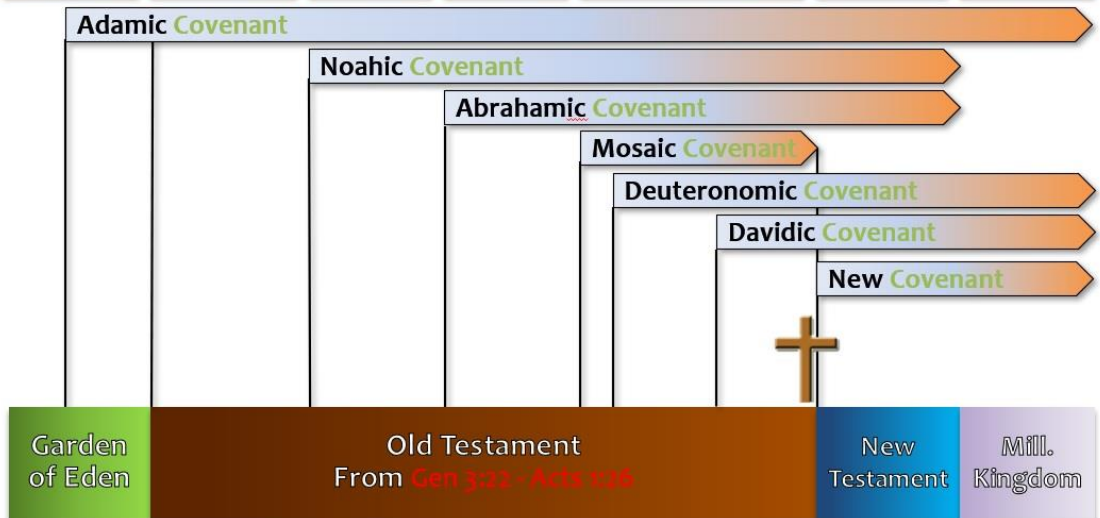 Adamic Covenant
Noahic Covenant
Abrahamic Covenant
Mosaic Covenant
Deuteronomic Covenant
Davidic Covenant
New Covenant
Garden
of Eden
Old Testament
From Gen 3:22 - Acts 1:26
New
Testament
Mill.
Kingdom